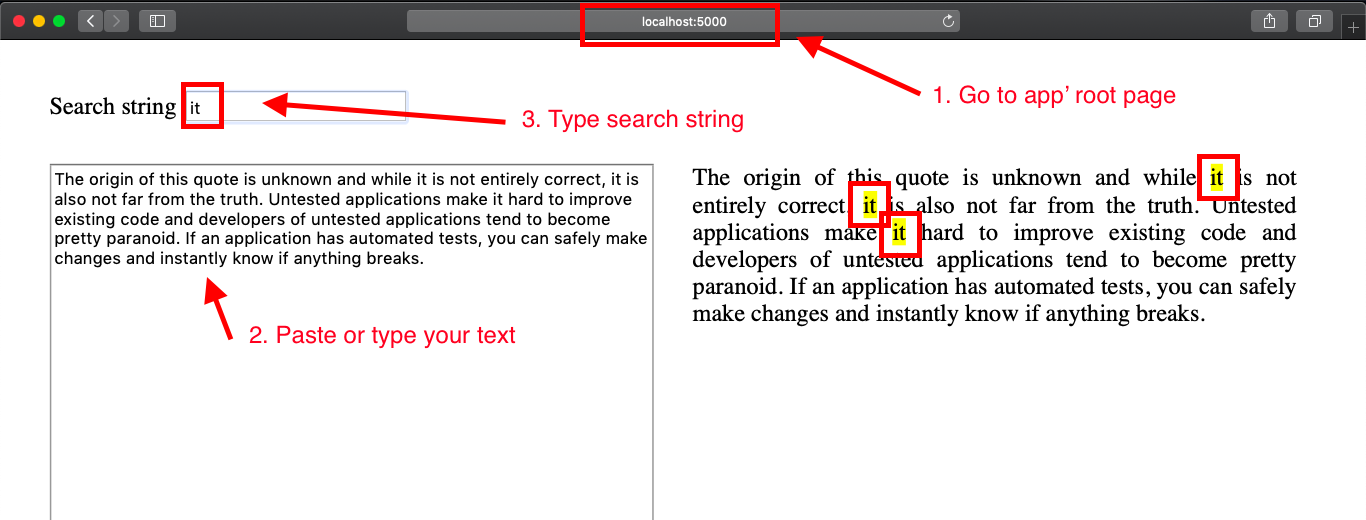 localhost:5000
1. Go to app’ root page
Search string it
3. Type search string
The origin of this quote is unknown and while it is not entirely correct, it is
also not far from the truth. Untested applications make it hard to improve
existing code and developers of untested applications tend to become
pretty paranoid. If an application has automated tests, you can safely make
changes and instantly know if anything breaks.
2. Paste or type your text
The origin of this quote is unknown and while it is not
entirely correct, it is also not far from the truth. Untested
applications make it hard to improve existing code and
developers of untested applications tend to become pretty
paranoid. If an application has automated tests, you can safely
make changes and instantly know if anything breaks.